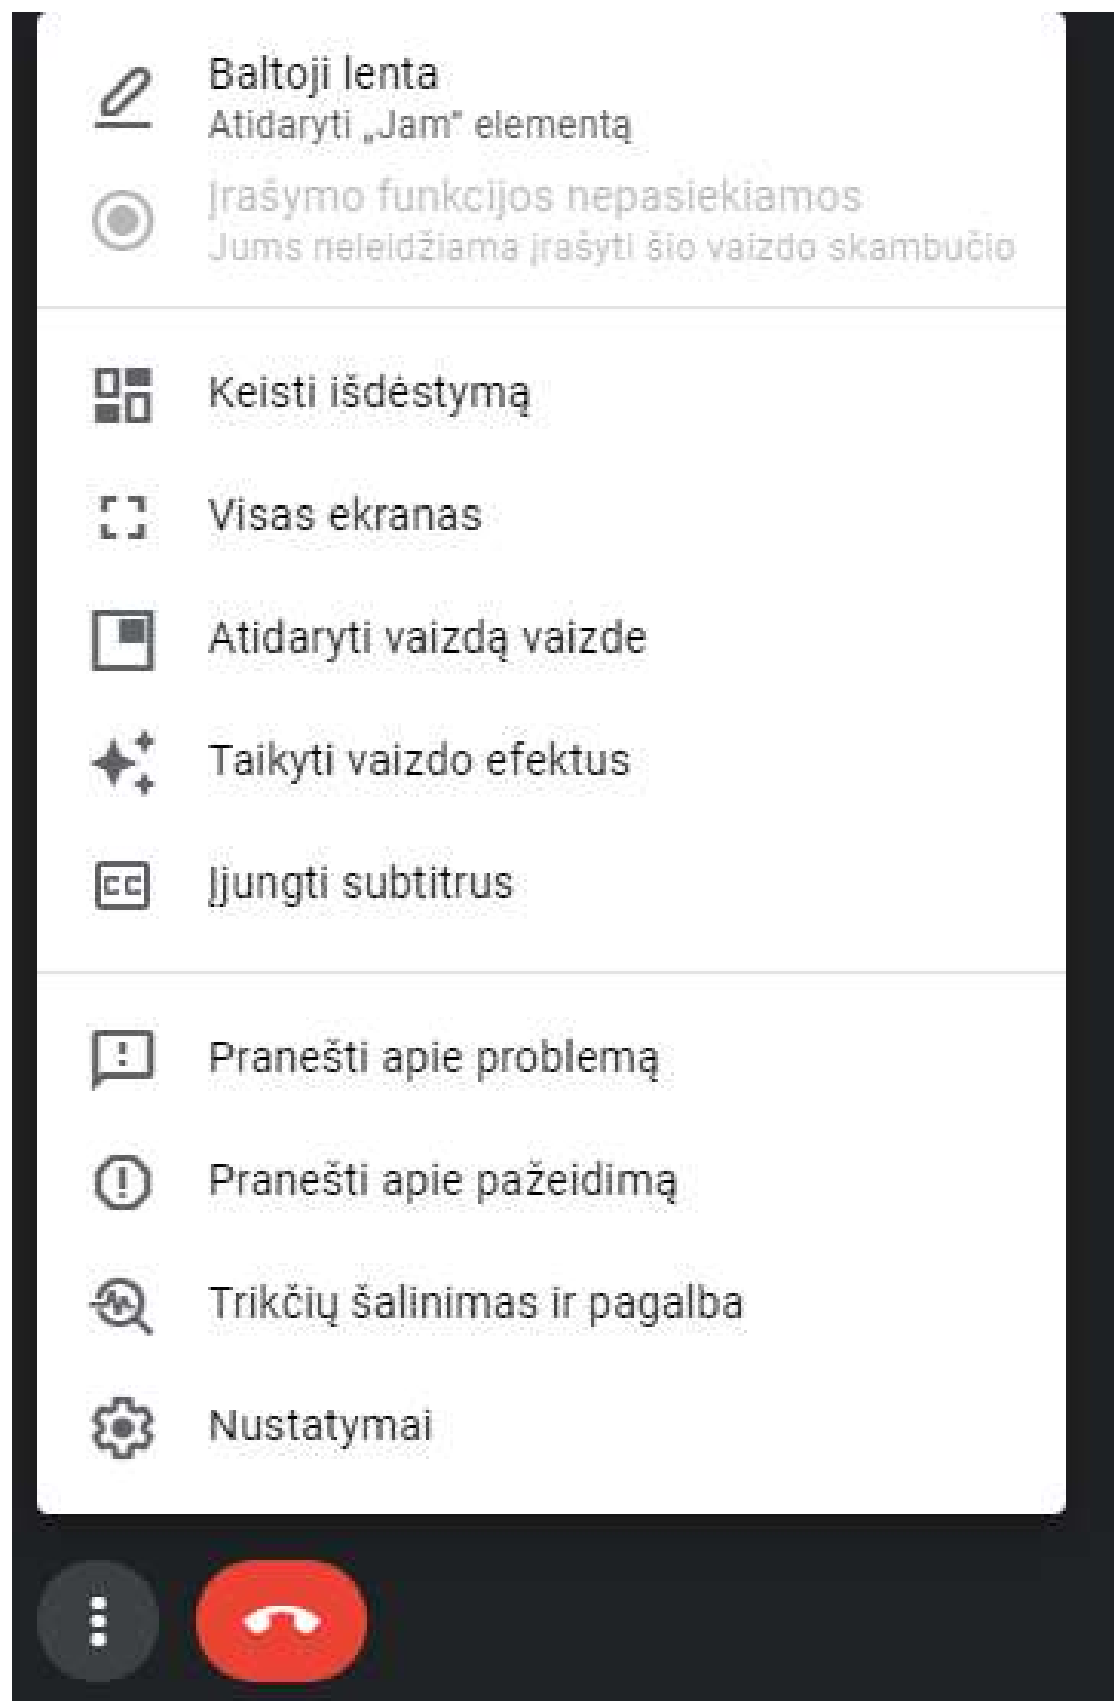 Baltoji lenta
Atidaryti „Jam“ elementą
Įrašymo funkcijos nepasiekiamos
Jums neleidžiama įrašyti šio vaizdo skambučio
Keisti išdėstymą
Visas ekranas
Atidaryti vaizdą vaizde
Taikyti vaizdo efektus
CC
Įjungti subtitrus
Pranešti apie problemą
Pranešti apie pažeidimą
Trikčių šalinimas ir pagalba
Nustatymai